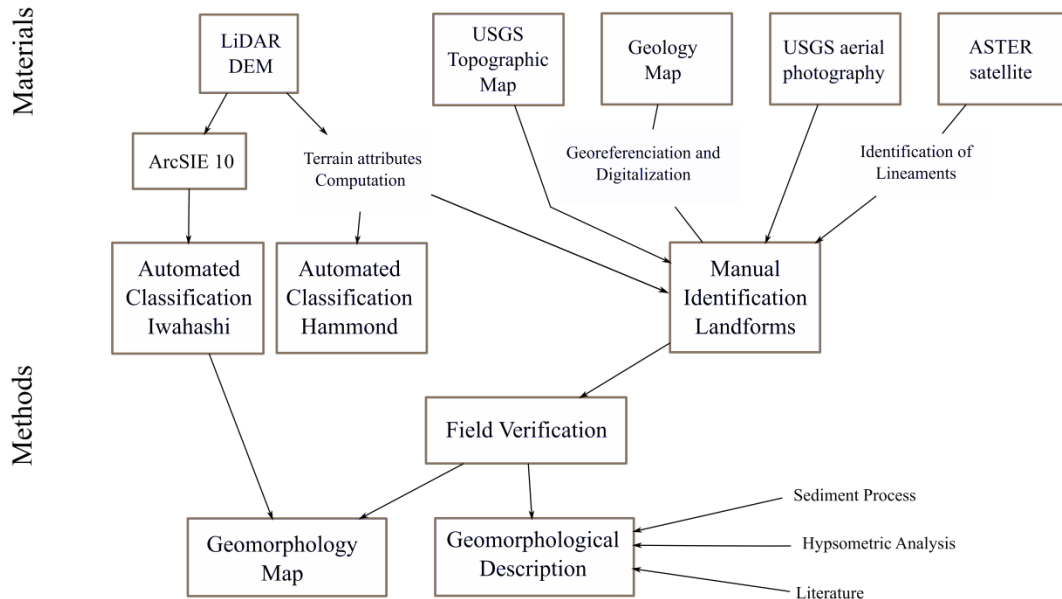 Materials
LiDAR
DEM
USGS
Topographic
Map
Geology
Map
USGS aerial
photography
ASTER
satellite
ArcSIE 10
Terrain attributes
Computation
Georeferenciation and
Digitalization
Identification of
Lineaments
Automated
Classification
Iwahashi
Automated
Classification
Hammond
Manual
Identification
Landforms
Methods
Field Verification
Geomorphology
Map
Geomorphological
Description
Sediment Process
Hypsometric Analysis
Literature